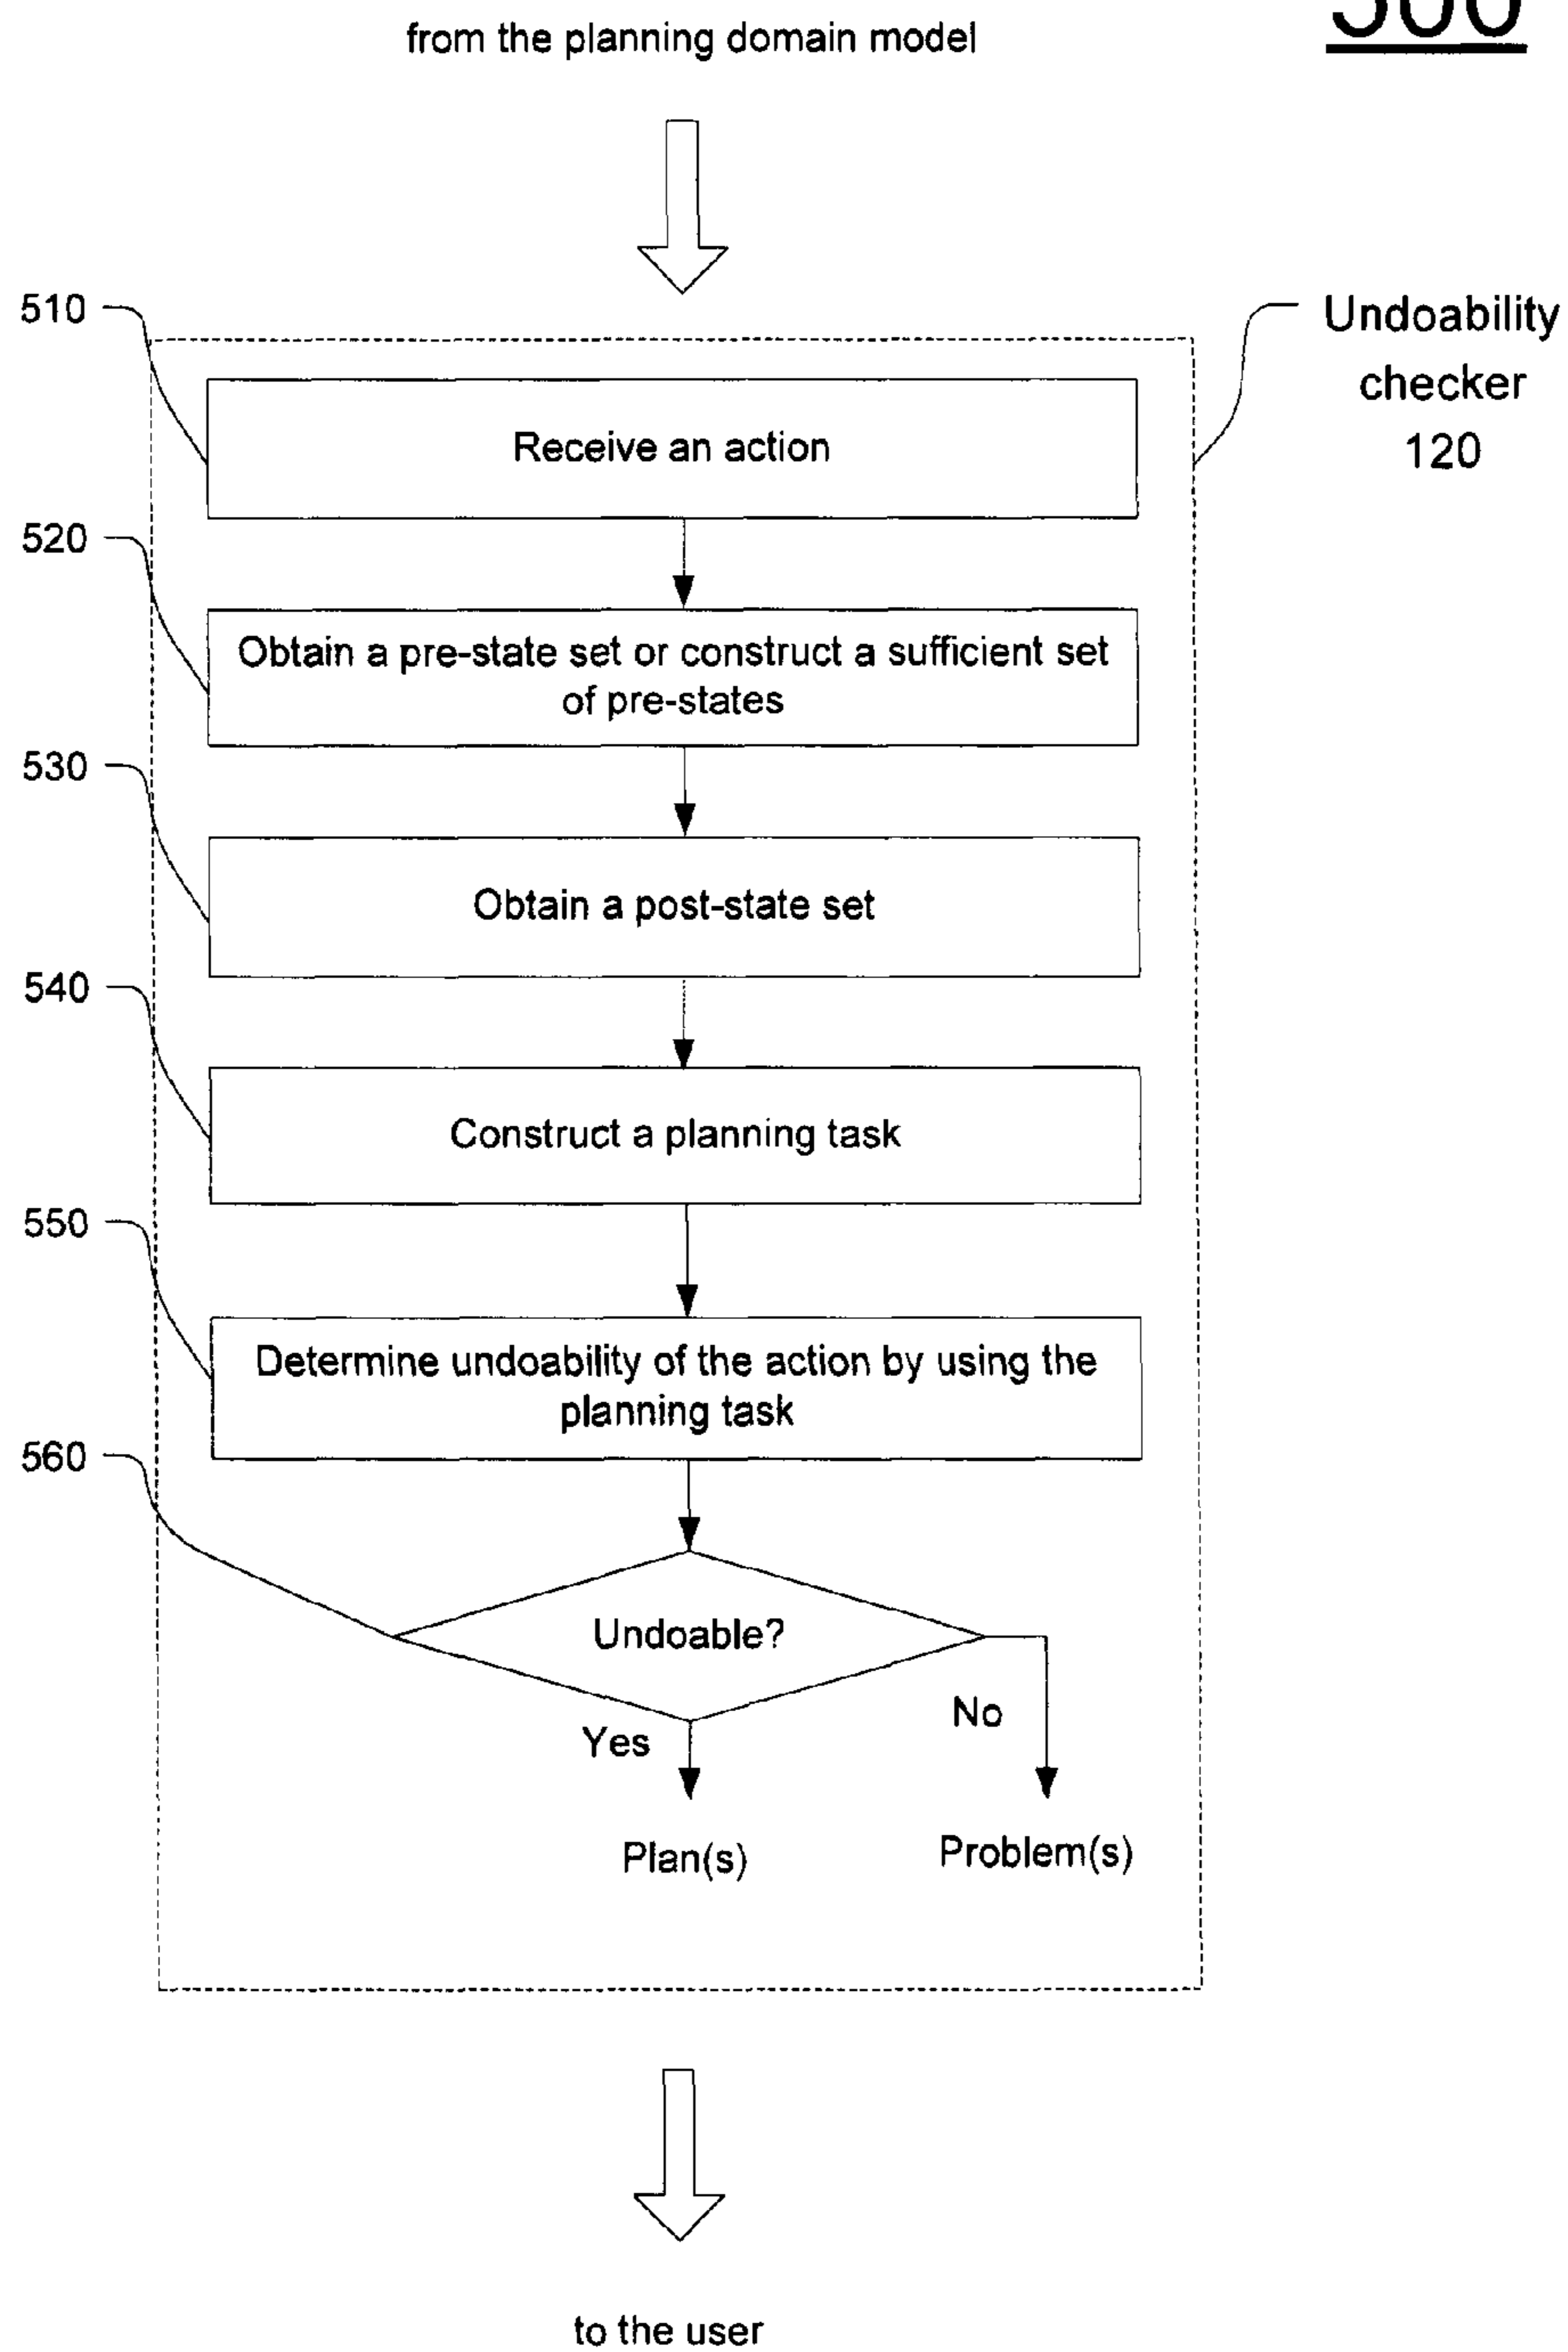 from the planning domain model
500
510
Undoability
checker
120
Receive an action
520
Obtain a pre-state set or construct a sufficient set
of pre-states
530
Obtain a post-state set
540
Construct a planning task
550
Determine undoability of the action by using the
planning task
560
Undoable?
Yes
No
Plan(s)
Problem(s)
to the user